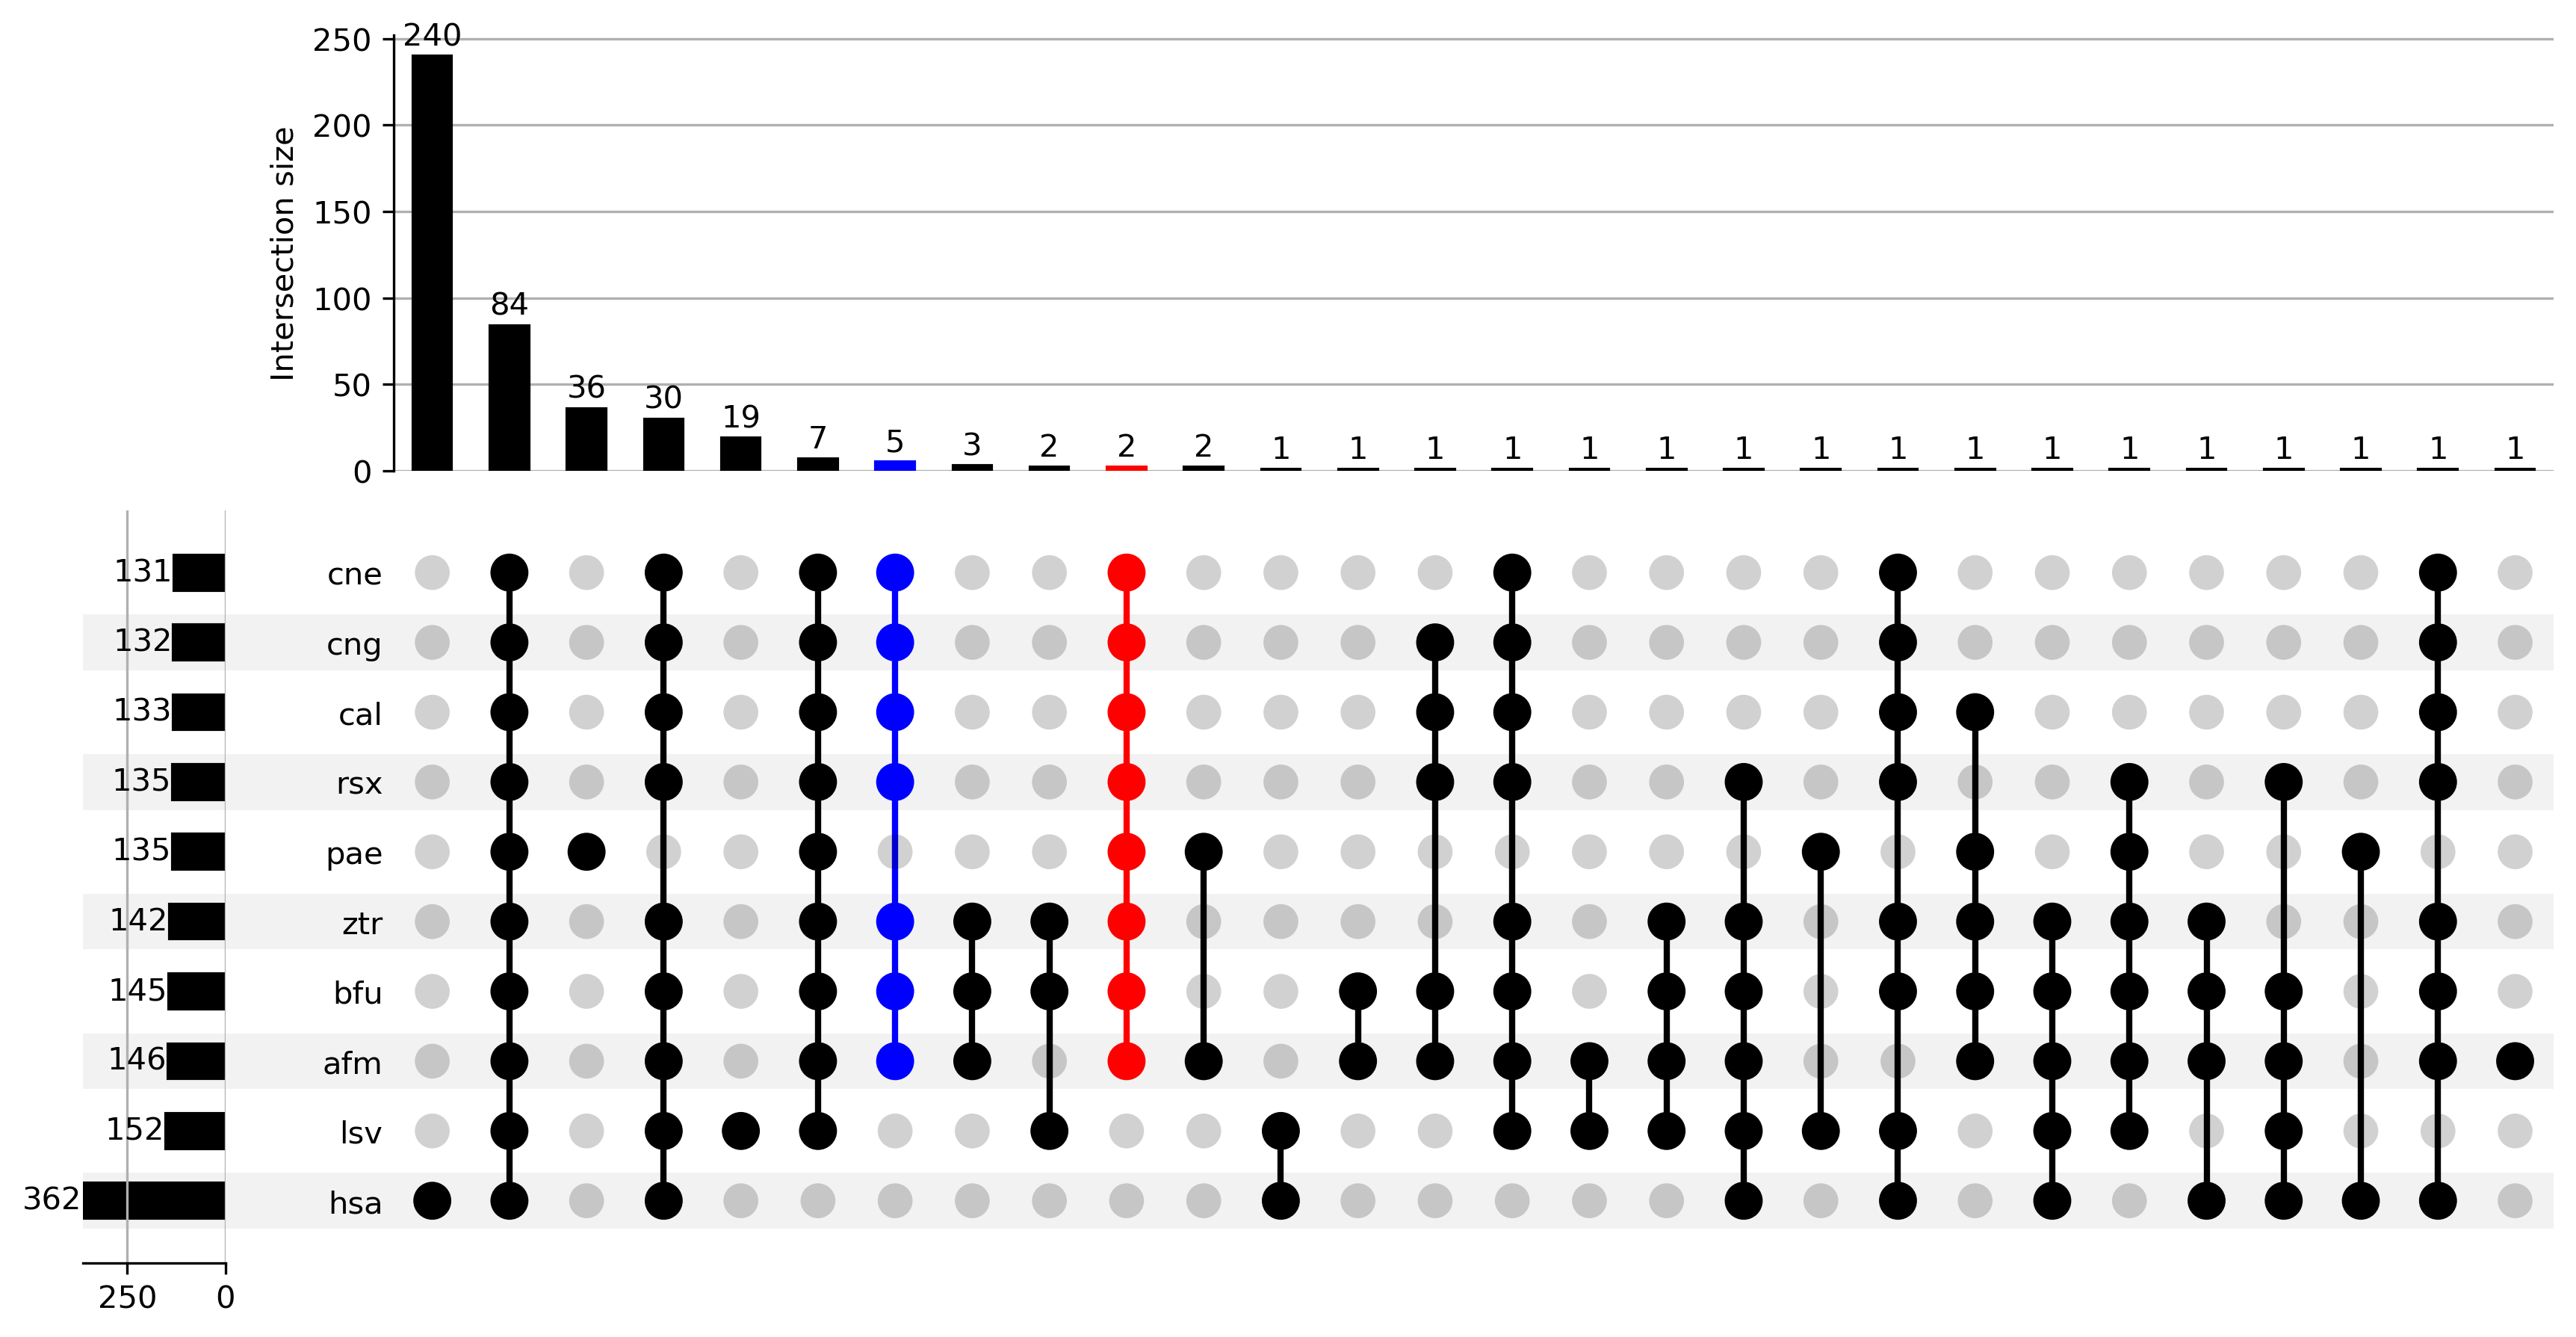 Intersection size
250
200
150
100
50
0
240 84 36 30 19 7 5 3 2 2 2 1 1 1 1 1 1 1 1 1 1 1 1 1 1 1 1 1
131 cne
132 cng
133 cal
135 rsx
135 pae
142 ztr
145 bfu
146 afm
152 lsv
362 hsa
250 0